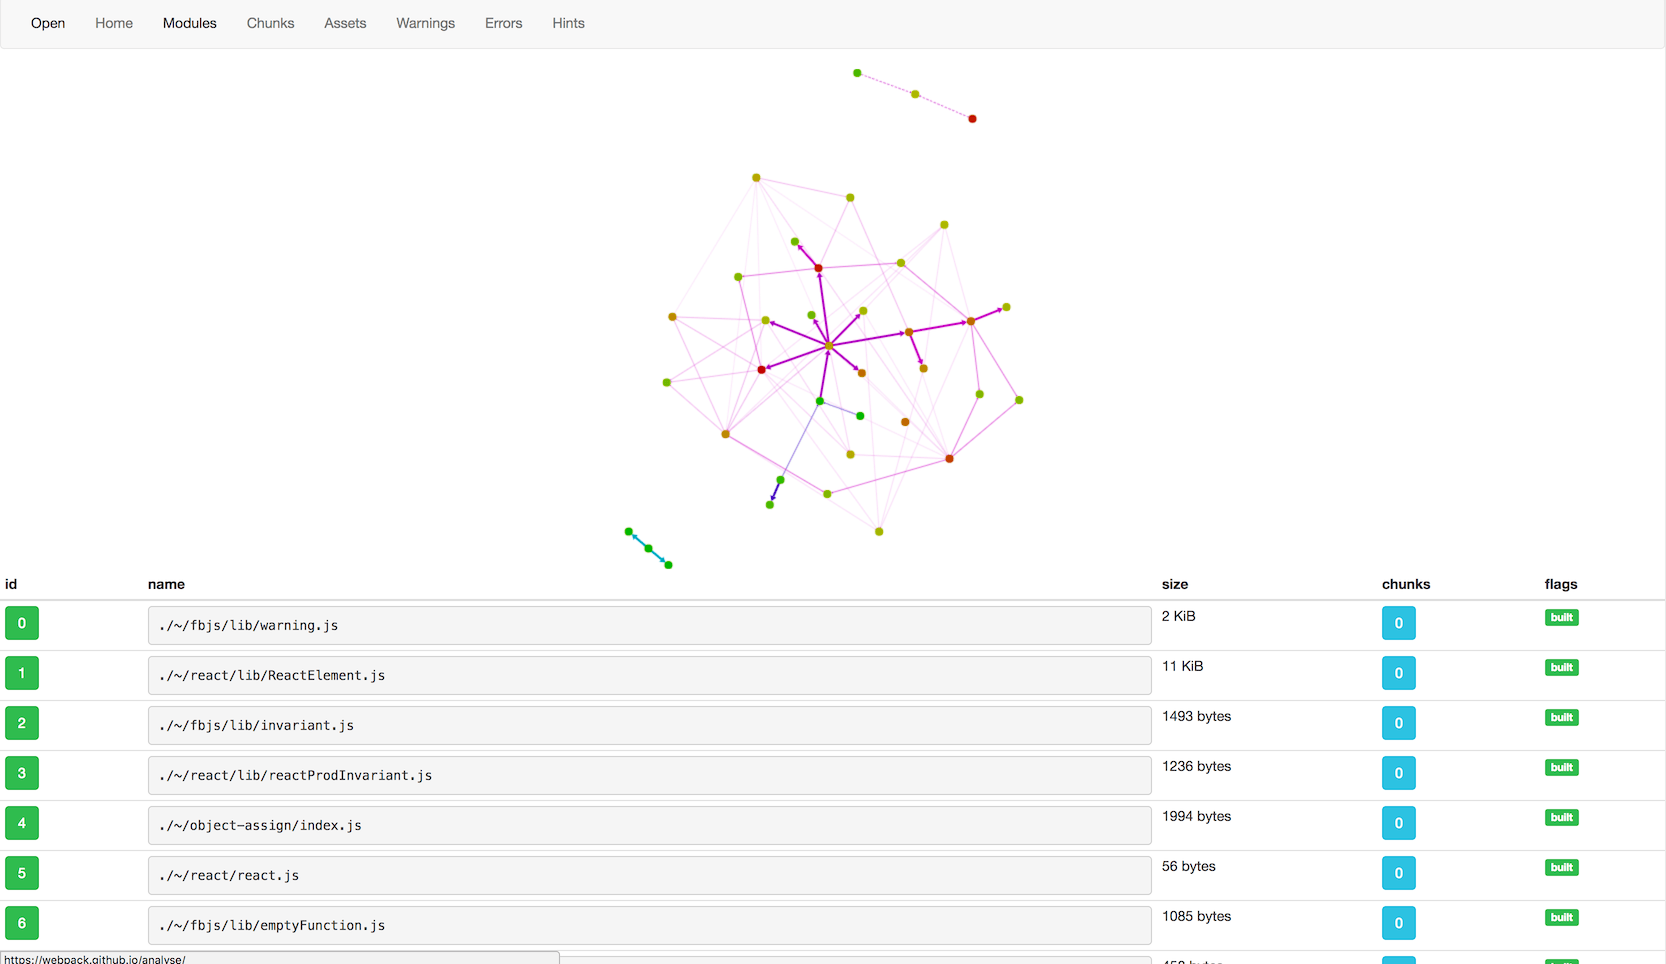 Open Home Modules Chunks Assets Warnings Errors Hints
id name size chunks flags
0 ./~/fbjs/lib/warning.js 2 KiB 0 built
1 ./~/react/lib/ReactElement.js 11 KiB 0 built
2 ./~/fbjs/lib/invariant.js 1493 bytes 0 built
3 ./~/react/lib/reactProdInvariant.js 1236 bytes 0 built
4 ./~/object-assign/index.js 1994 bytes 0 built
5 ./~/react/react.js 56 bytes 0 built
6 ./~/fbjs/lib/emptyFunction.js 1085 bytes 0 built
https://webpack.github.io/analyse/